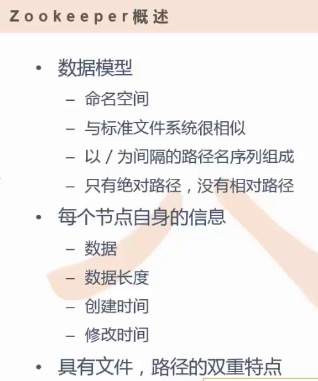 Zookeeper概述
• 数据模型
– 命名空间
– 与标准文件系统很相似
– 以 / 为间隔的路径名序列组成
– 只有绝对路径，没有相对路径
• 每个节点自身的信息
– 数据
– 数据长度
– 创建时间
– 修改时间
• 具有文件，路径的双重特点